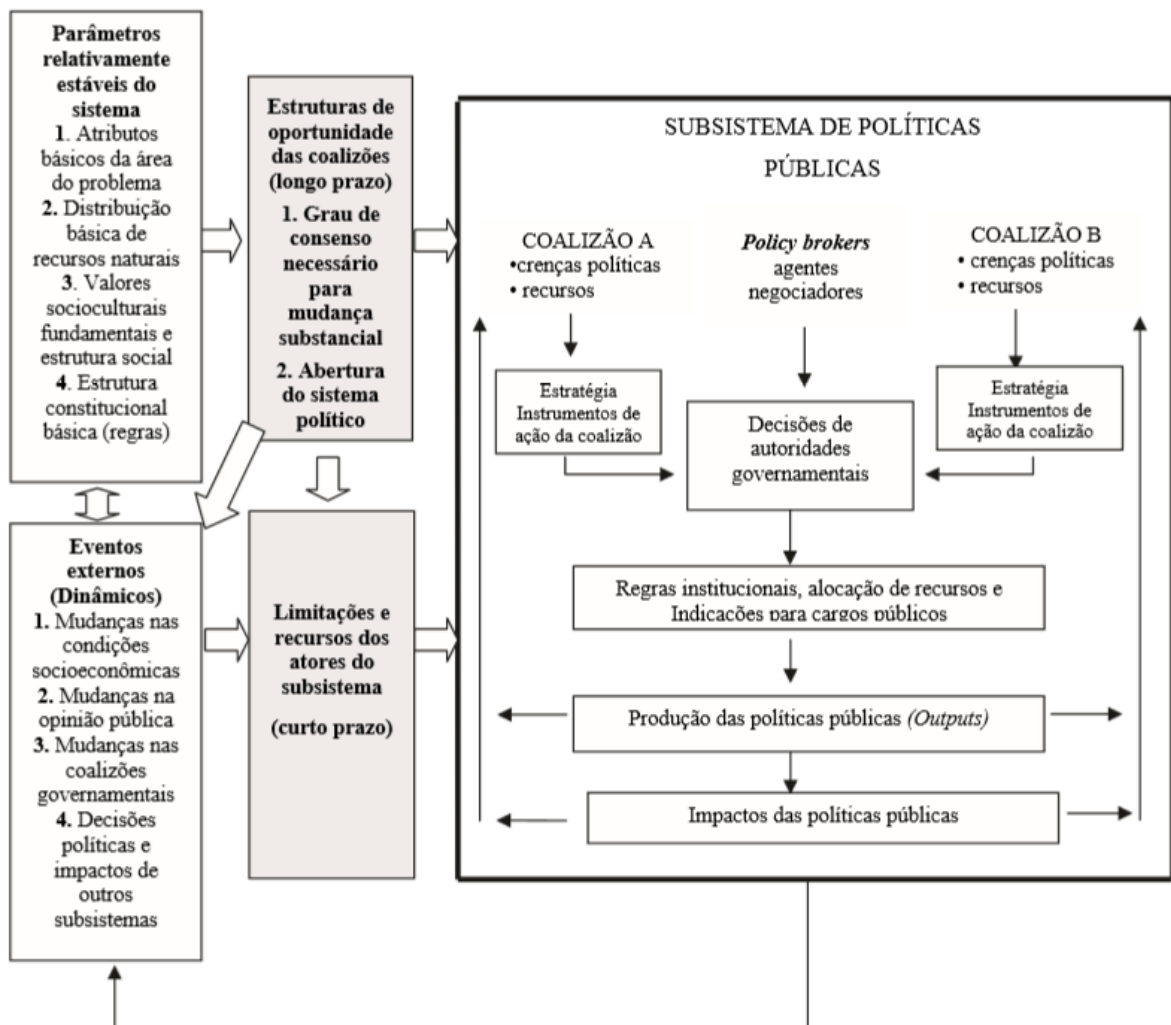 Parâmetros
relativamente
estáveis do
sistema
1. Atributos
básicos da área
do problema
2. Distribuição
básica de
recursos naturais
3. Valores
socioculturais
fundamentais e
estrutura social
4. Estrutura
constitucional
básica (regras)
Estruturas de
oportunidade
das coalizões
(longo prazo)
1. Grau de
consenso
necessário
para
mudança
substancial
2. Abertura
do sistema
político
Eventos
externos
(Dinâmicos)
1. Mudanças nas
condições
socioeconômicas
2. Mudanças na
opinião pública
3. Mudanças nas
coalizões
governamentais
4. Decisões
políticas e
impactos de
outros
subsistemas
Limitações e
recursos dos
atores do
subsistema
(curto prazo)
SUBSISTEMA DE POLÍTICAS
PÚBLICAS
COALIZÃO A
•crenças políticas
• recursos
Policy brokers
agentes
negociadores
COALIZÃO B
• crenças políticas
• recursos
Estratégia
Instrumentos de
ação da coalizão
Decisões de
autoridades
governamentais
Estratégia
Instrumentos de
ação da coalizão
Regras institucionais, alocação de recursos e
Indicações para cargos públicos
Produção das políticas públicas (Outputs)
Impactos das políticas públicas